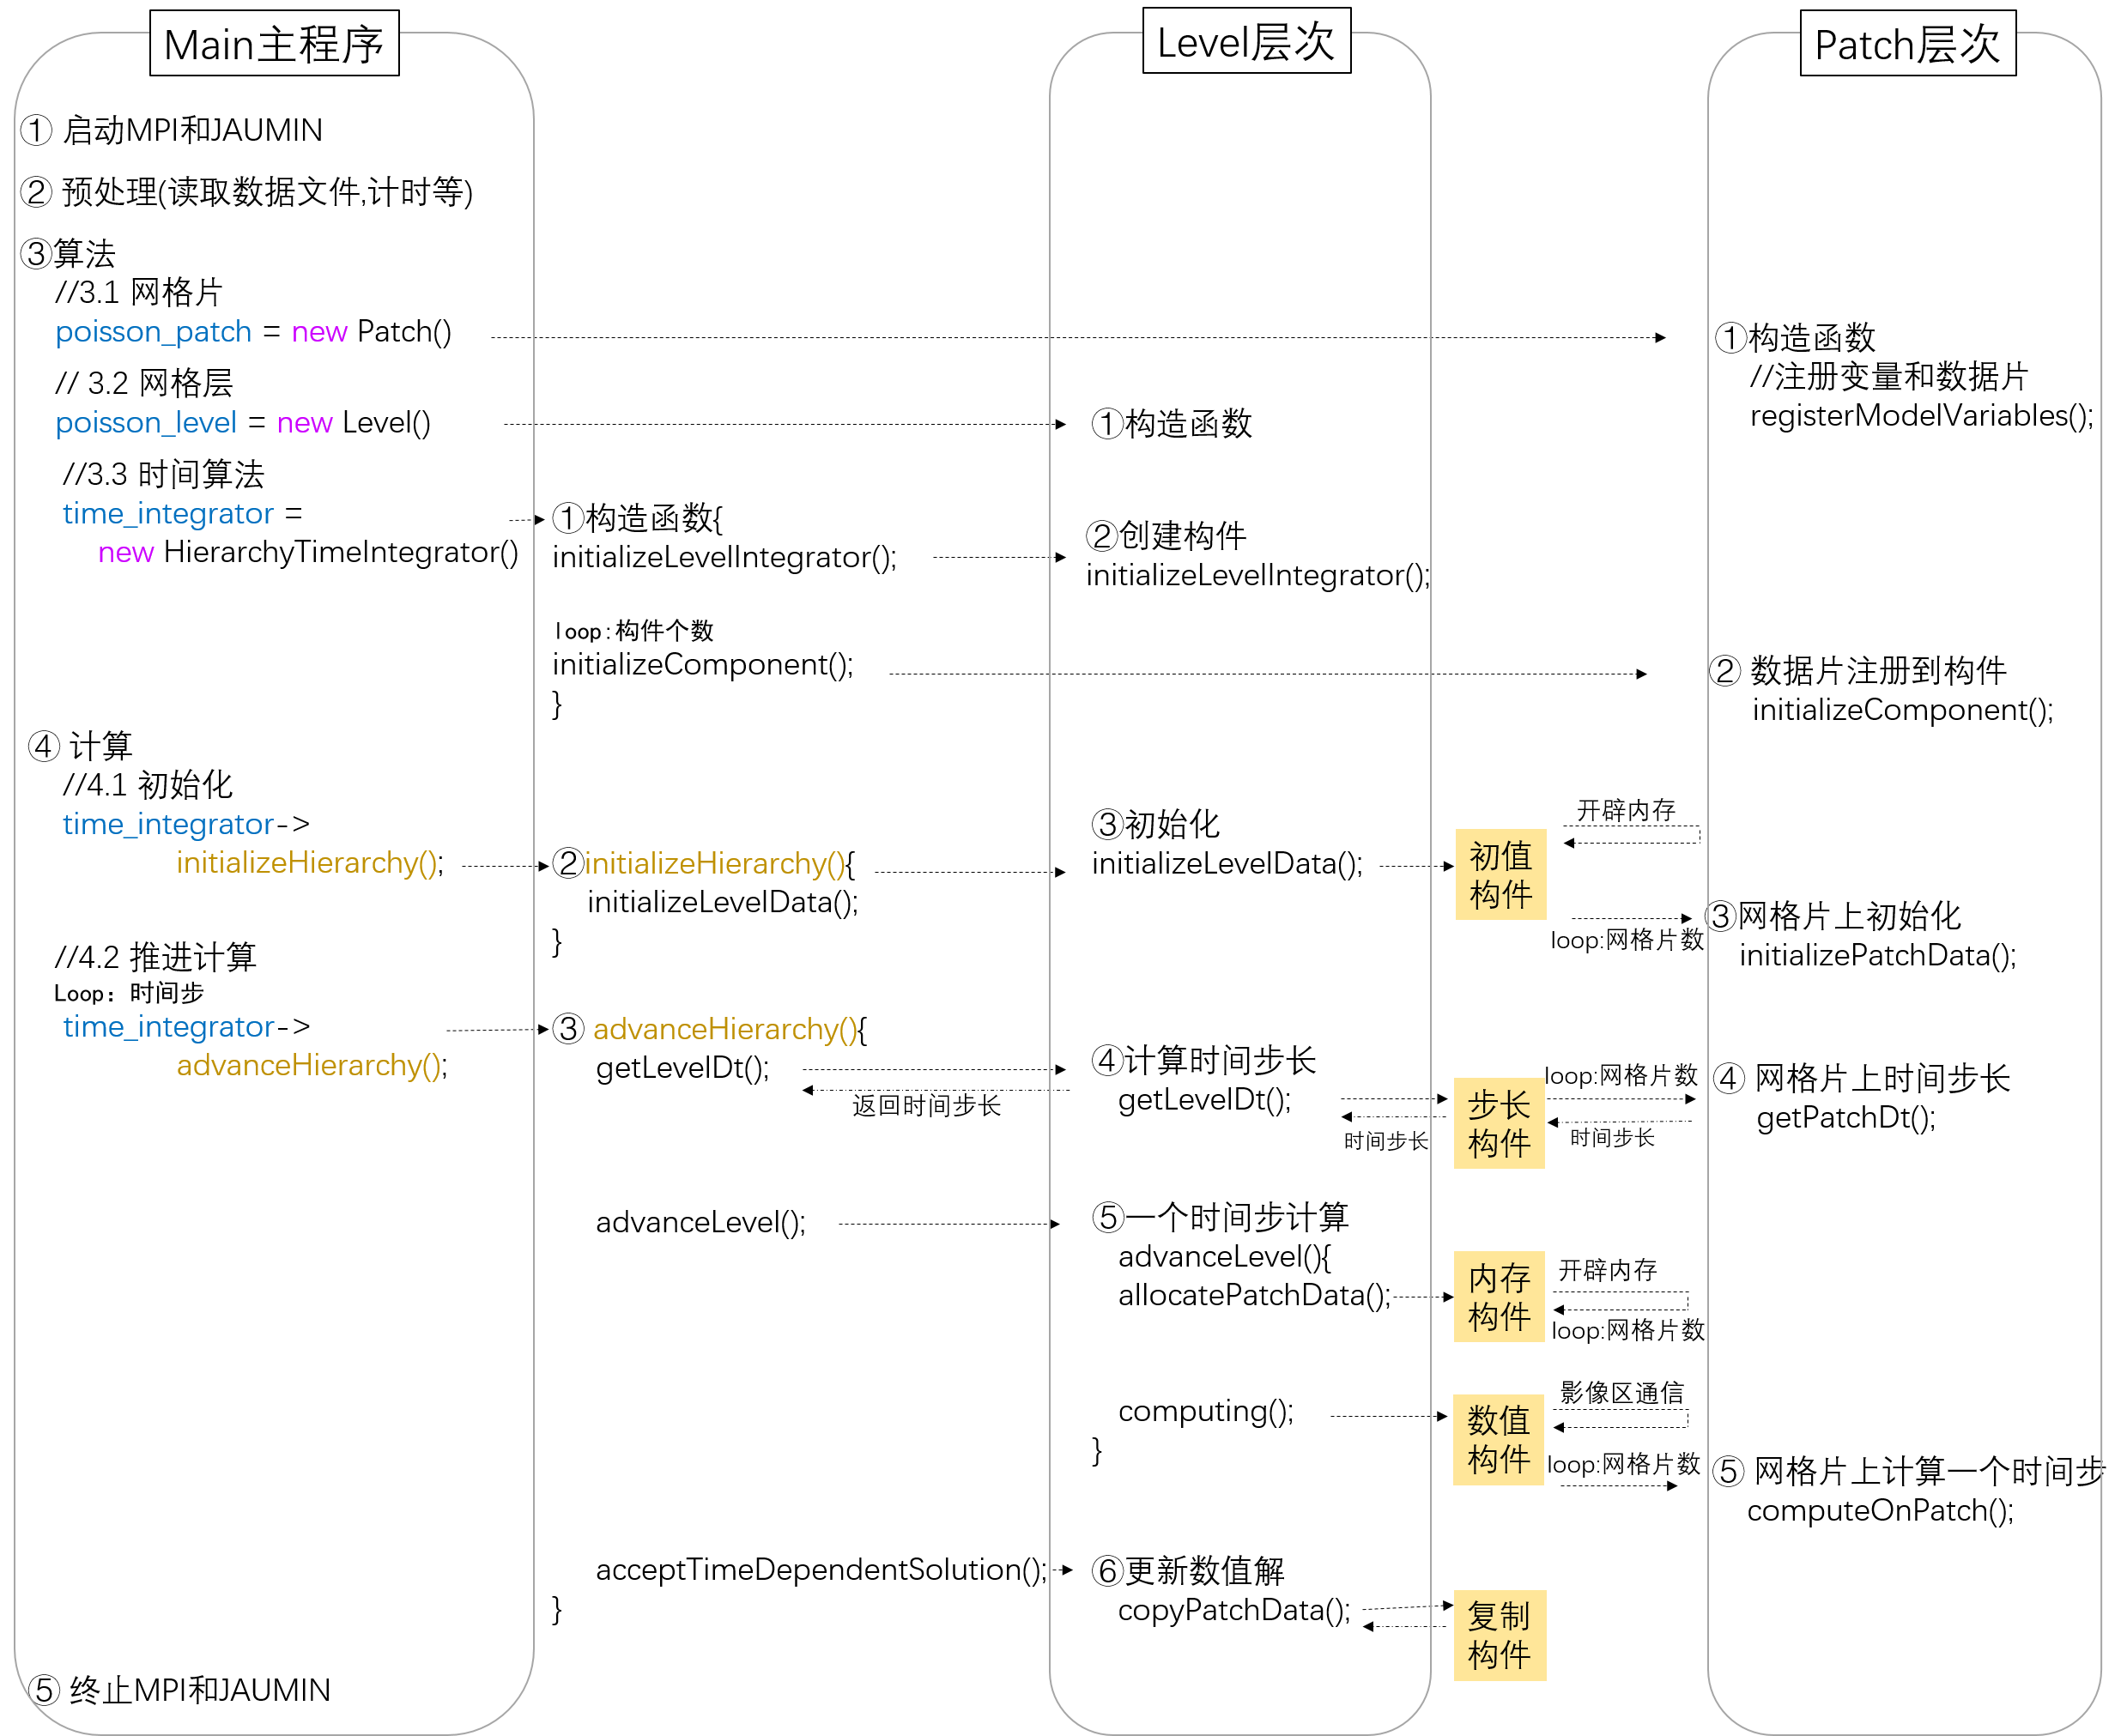 Main主程序
① 启动MPI和JAUMIN
② 预处理(读取数据文件,计时等)
③算法
//3.1 网格片
poisson_patch = new Patch()
// 3.2 网格层
poisson_level = new Level()
//3.3 时间算法
time_integrator =
new HierarchyTimeIntegrator()
④ 计算
//4.1 初始化
time_integrator->
initializeHierarchy();
//4.2 推进计算
Loop: 时间步
time_integrator->
advanceHierarchy();
⑤ 终止MPI和JAUMIN
①构造函数{
initializeLevelIntegrator();
loop:构件个数
initializeComponent();
}
②initializeHierarchy(){
initializeLevelData();
}
③ advanceHierarchy(){
getLevelDt();
返回时间步长
advanceLevel();
acceptTimeDependentSolution();
}
Level层次
①构造函数
②创建构件
initializeLevelIntegrator();
③初始化
initializeLevelData();
④计算时间步长
getLevelDt();
时间步长
⑤一个时间步计算
advanceLevel(){
allocatePatchData();
computing();
}
⑥更新数值解
copyPatchData();
初值
构件
开辟内存
loop:网格片数
步长
构件
loop:网格片数
时间步长
内存
构件
开辟内存
loop:网格片数
数值
构件
影像区通信
loop:网格片数
复制
构件
Patch层次
①构造函数
//注册变量和数据片
registerModelVariables();
② 数据片注册到构件
initializeComponent();
③网格片上初始化
initializePatchData();
④ 网格片上时间步长
getPatchDt();
⑤ 网格片上计算一个时间步
computeOnPatch();